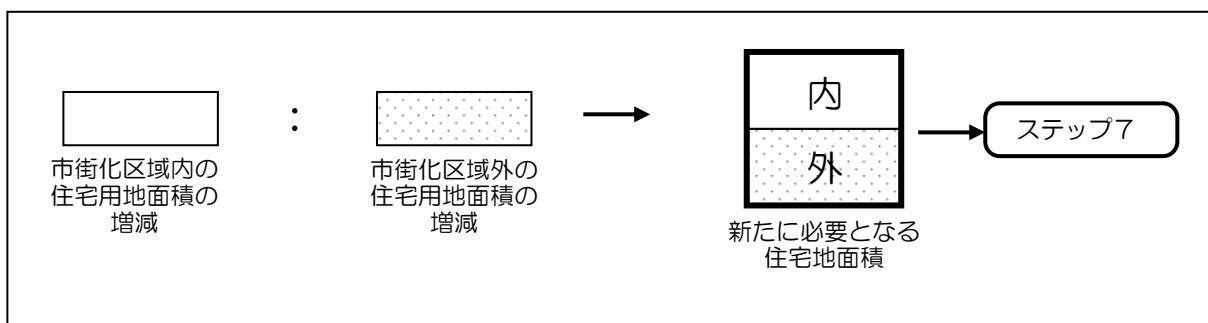 :
市街化区域内の
住宅用地面積の
増減
市街化区域外の
住宅用地面積の
増減
内
外
新たに必要となる
住宅地面積
ステップ７